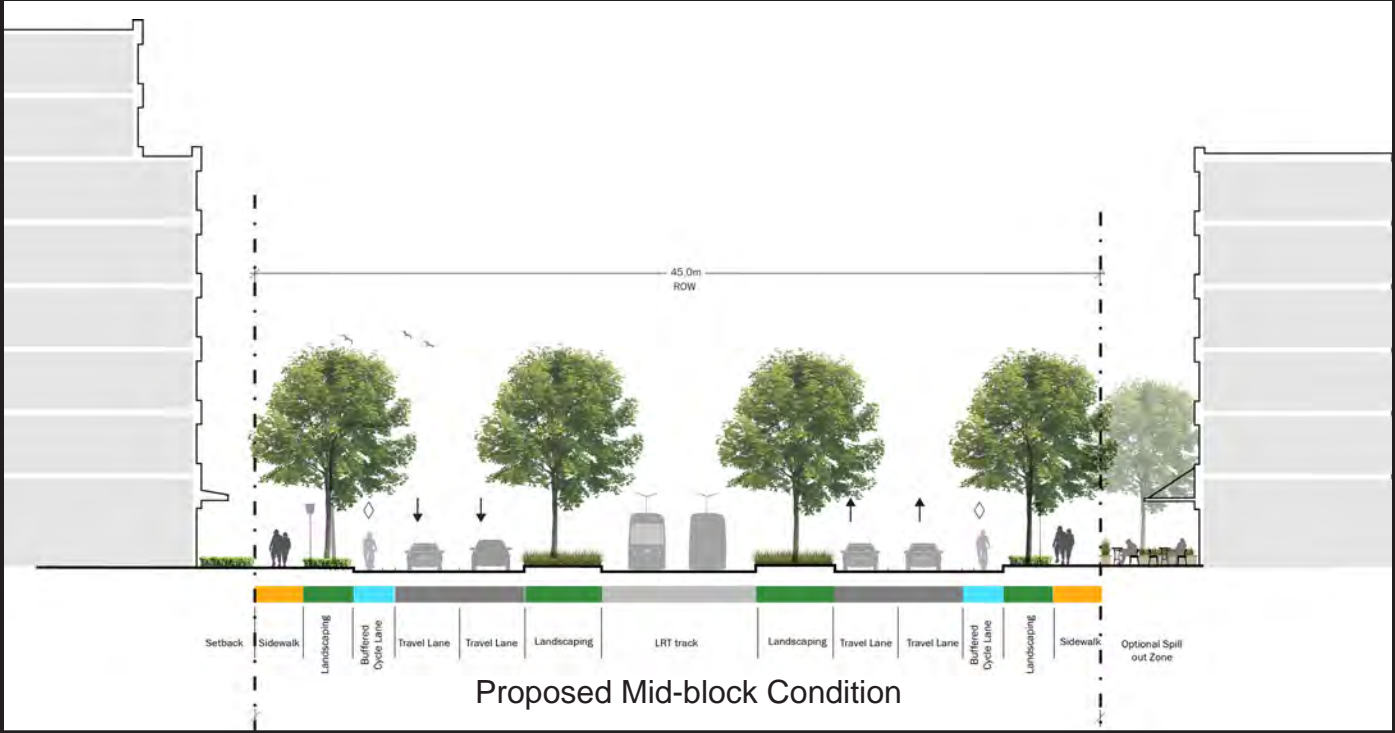 45.0m
ROW
Setback
Sidewalk
Landscaping
Buffered
Cycle Lane
Travel Lane
Travel Lane
Landscaping
LRT track
Landscaping
Travel Lane
Travel Lane
Buffered
Cycle Lane
Landscaping
Sidewalk
Optional Spill
out Zone
Proposed Mid-block Condition